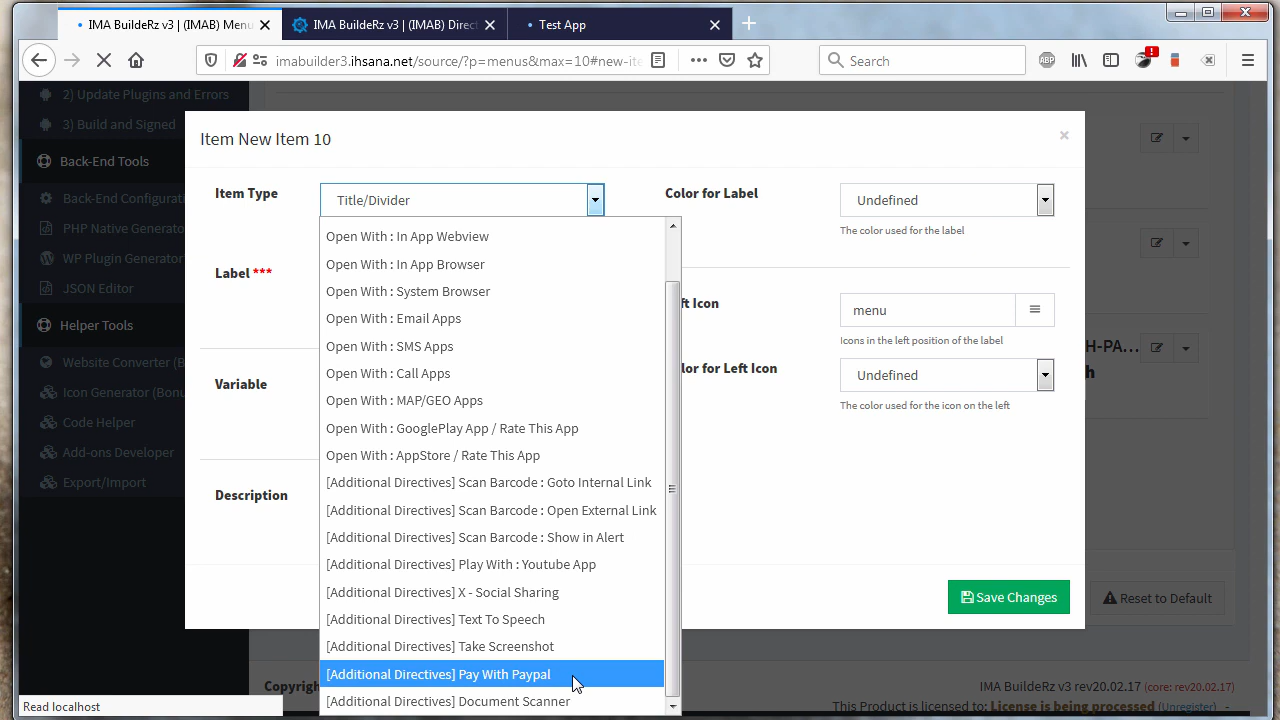 IMA BuildeRz v3 | (IMAB) Menu
IMA BuildeRz v3 | (IMAB) Direct
Test App
imabuilder3.ihsana.net/
?p=menus&max=10#new-it
Search
ABP
2) Update Plugins and Errors
3) Build and Signed
Back-End Tools
Back-End Configurati
PHP Native Generato
WP Plugin Generator
JSON Editor
Helper Tools
Website Converter (B
Icon Generator (Bonu
Code Helper
Add-ons Developer
Export/Import
Item New Item 10
Item Type
Title/Divider
Color for Label
Undefined
The color used for the label
Label ***
Left Icon
menu
Icons in the left position of the label
Color for Left Icon
Undefined
The color used for the icon on the left
Variable
Description
Open With : In App Webview
Open With : In App Browser
Open With : System Browser
Open With : Email Apps
Open With : SMS Apps
Open With : Call Apps
Open With : MAP/GEO Apps
Open With : GooglePlay App / Rate This App
Open With : AppStore / Rate This App
[Additional Directives] Scan Barcode : Goto Internal Link
[Additional Directives] Scan Barcode : Open External Link
[Additional Directives] Scan Barcode : Show in Alert
[Additional Directives] Play With : Youtube App
[Additional Directives] X - Social Sharing
[Additional Directives] Text To Speech
[Additional Directives] Take Screenshot
[Additional Directives] Pay With Paypal
[Additional Directives] Document Scanner
H-PA...
h
Save Changes
Reset to Default
Copyrigh
IMA BuildeRz v3 rev20.02.17 (core: rev20.02.17)
This Product is licensed to: License is being processed (Unregister) -
Read localhost